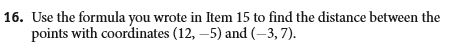 16. Use the formula you wrote in Item 15 to find the distance between the
points with coordinates (12, −5) and (−3, 7).